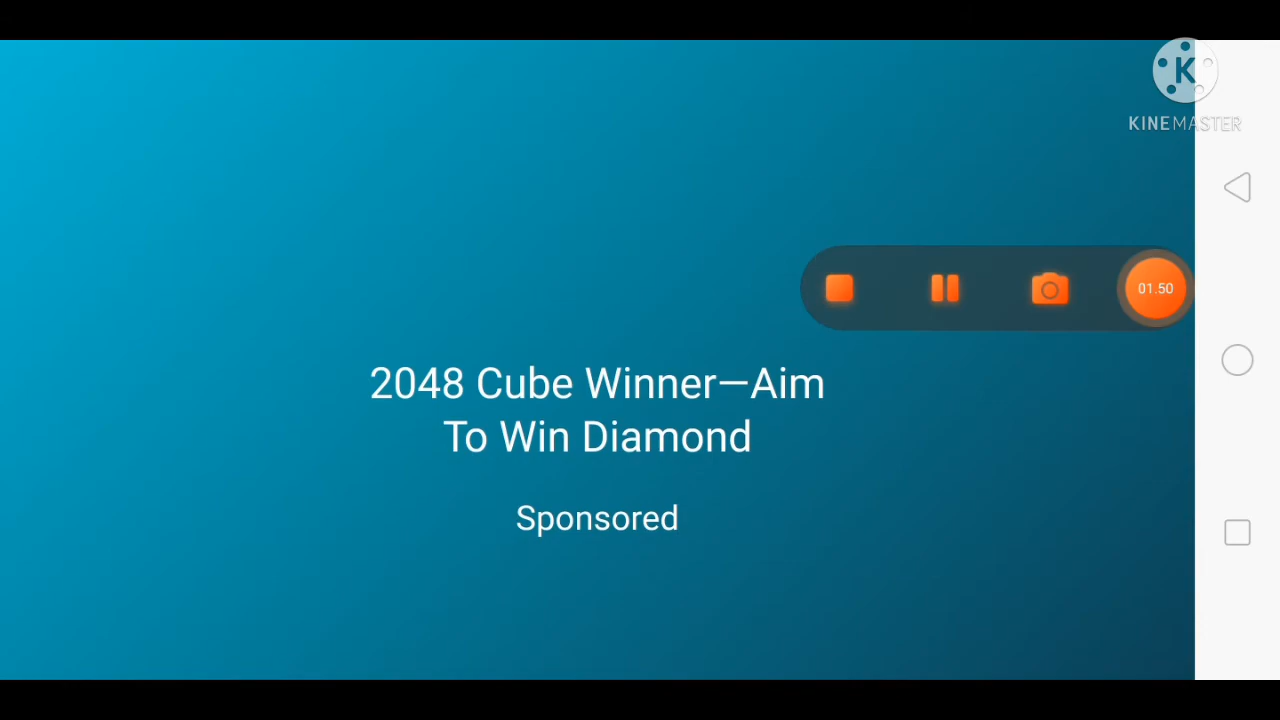 K
KINEMASTER
01.50
2048 Cube Winner—Aim
To Win Diamond
Sponsored